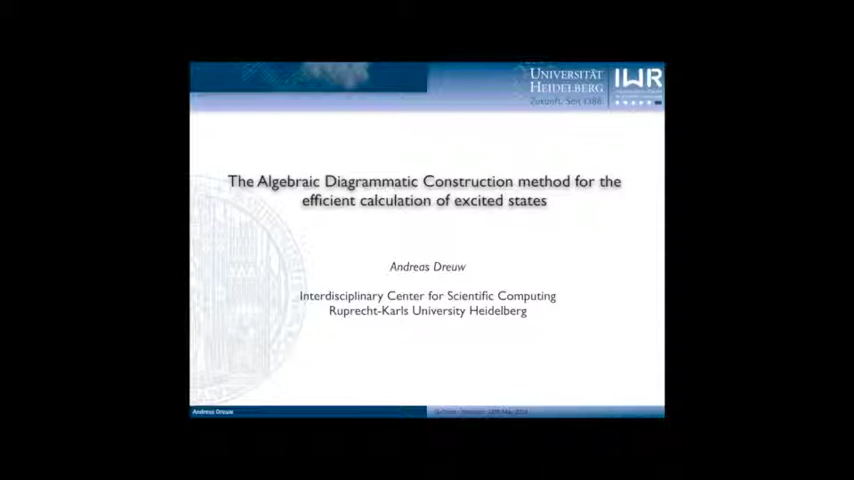 UNIVERSITÄT
HEIDELBERG
Zukunft. Seit 1386.
IWR
The Algebraic Diagrammatic Construction method for the
efficient calculation of excited states
Andreas Dreuw
Interdisciplinary Center for Scientific Computing
Ruprecht-Karls University Heidelberg
Andreas Dreuw